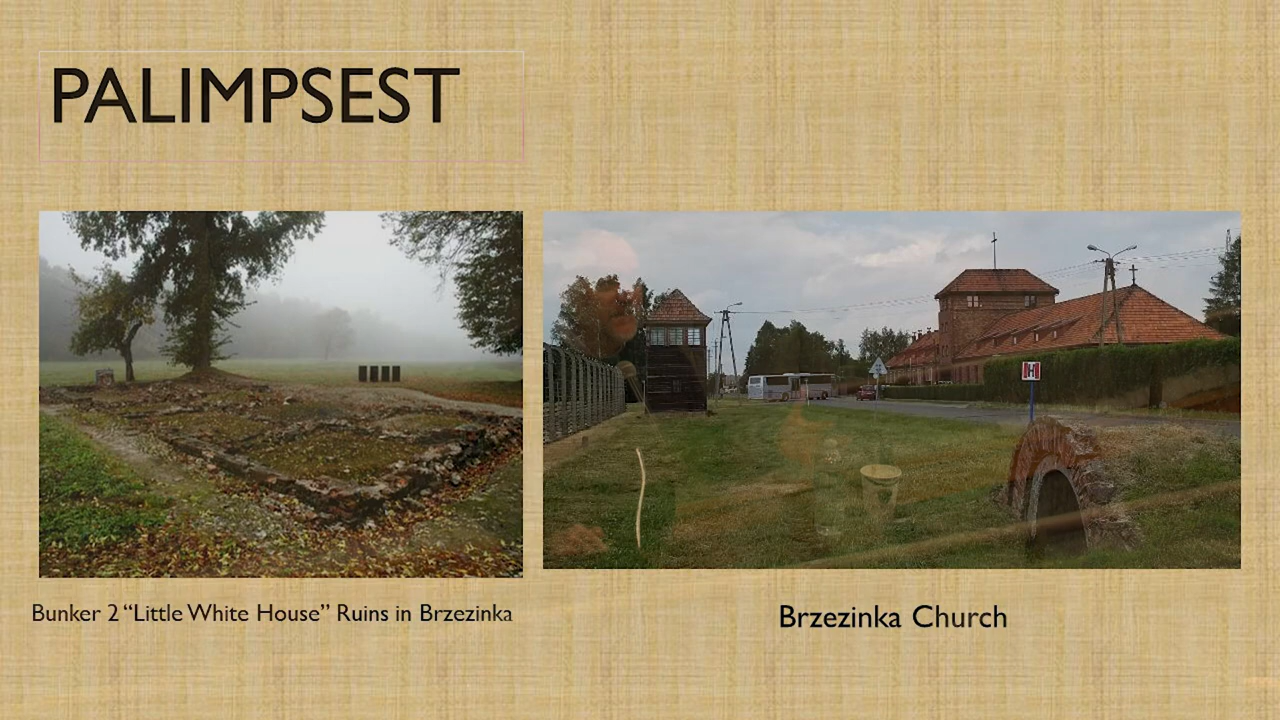 PALIMPSEST
H
Bunker 2 “Little White House” Ruins in Brzezinka
Brzezinka Church